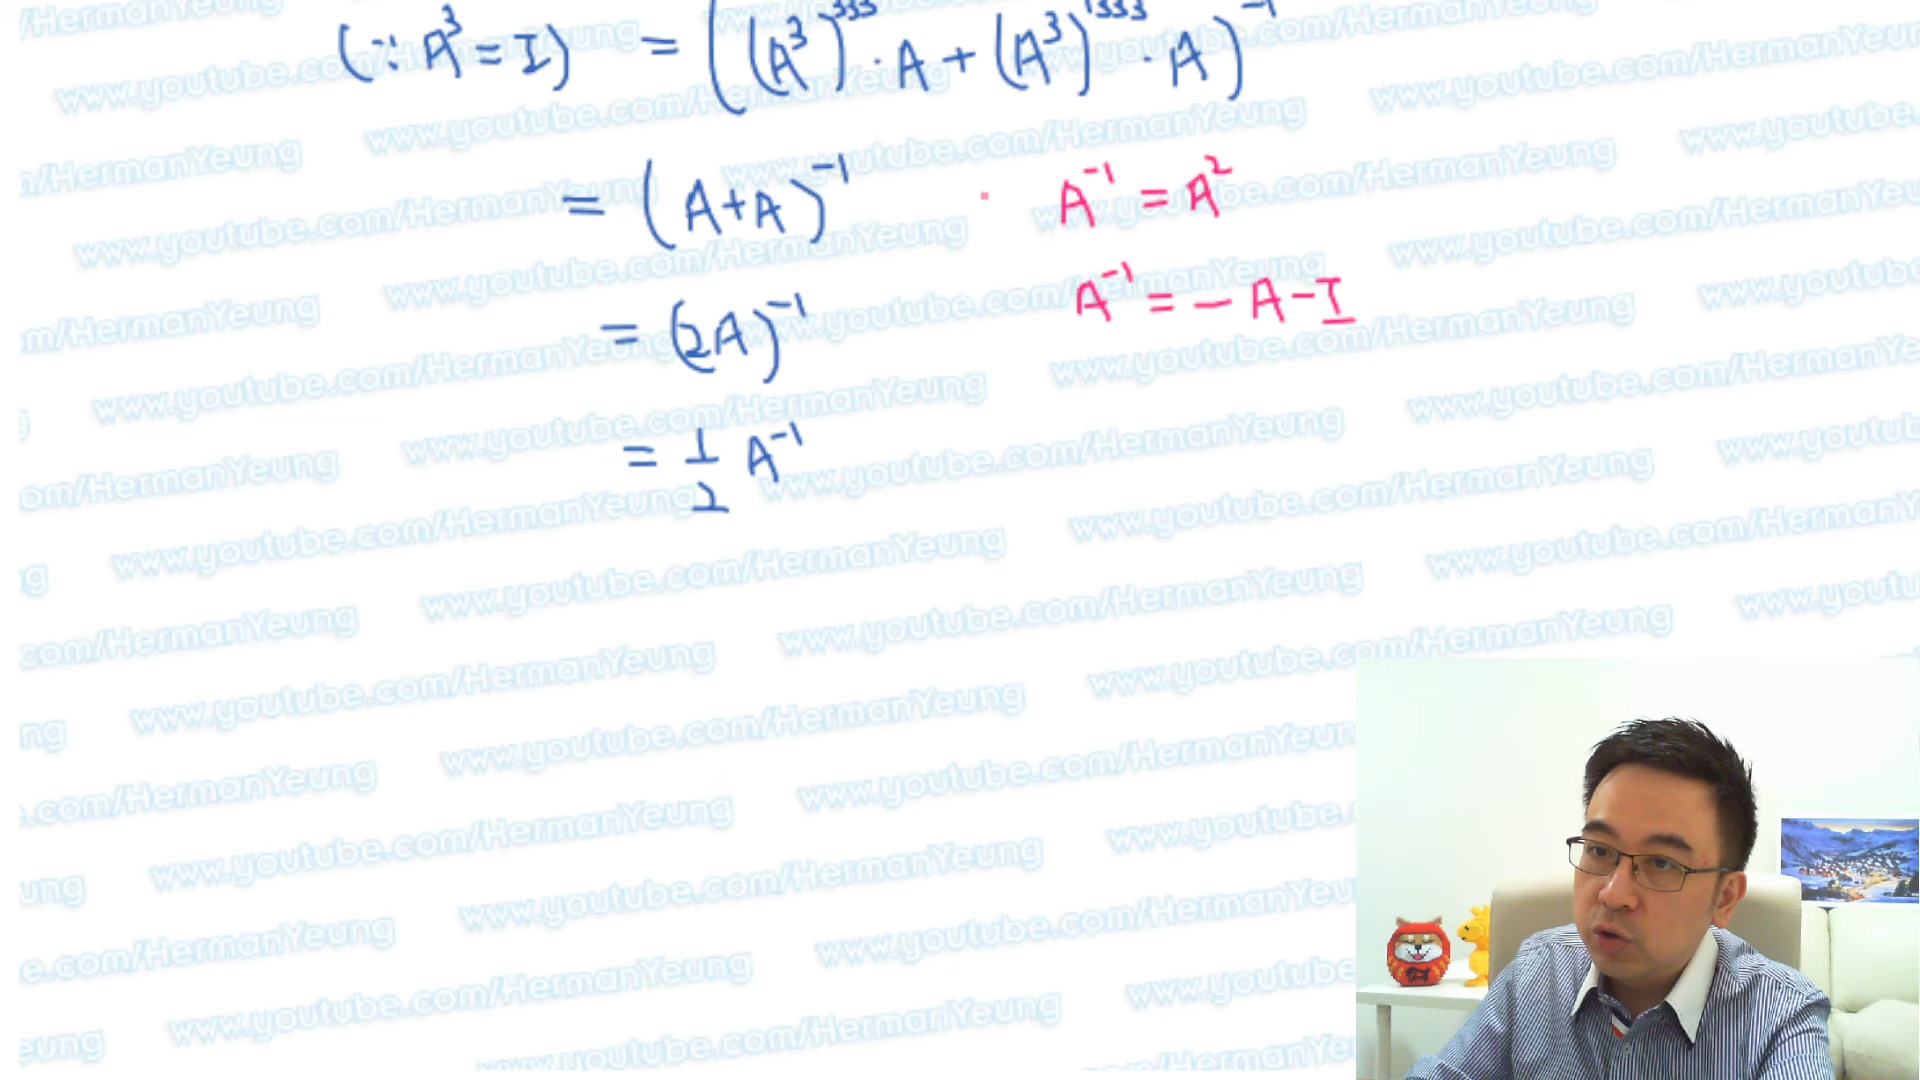 (∵ A³ = I) = ((A³)³³³ · A + (A³)¹³³³ · A)⁻¹
= (A+A)⁻¹
A⁻¹ = A²
= (2A)⁻¹
A⁻¹ = − A − I
= 1/2 A⁻¹
www.youtube.com/HermanYeung